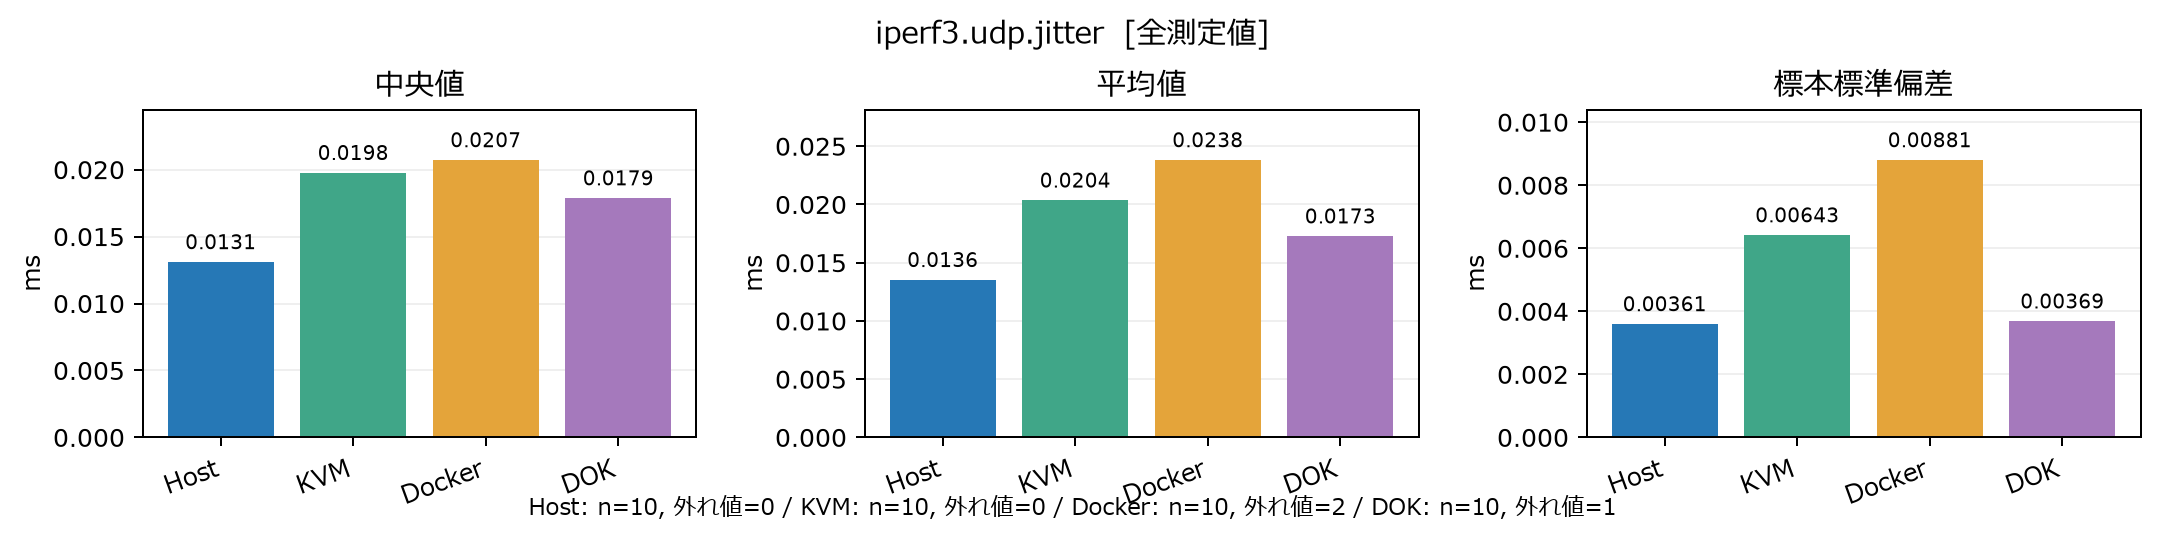 iperf3.udp.jitter [全測定値]
中央値
ms
0.020
0.015
0.010
0.005
0.000
0.0131
0.0198
0.0207
0.0179
Host
KVM
Docker
DOK
平均値
ms
0.025
0.020
0.015
0.010
0.005
0.000
0.0136
0.0204
0.0238
0.0173
Host
KVM
Docker
DOK
標本標準偏差
ms
0.010
0.008
0.006
0.004
0.002
0.000
0.00361
0.00643
0.00881
0.00369
Host
KVM
Docker
DOK
Host: n=10, 外れ値=0 / KVM: n=10, 外れ値=0 / Docker: n=10, 外れ値=2 / DOK: n=10, 外れ値=1